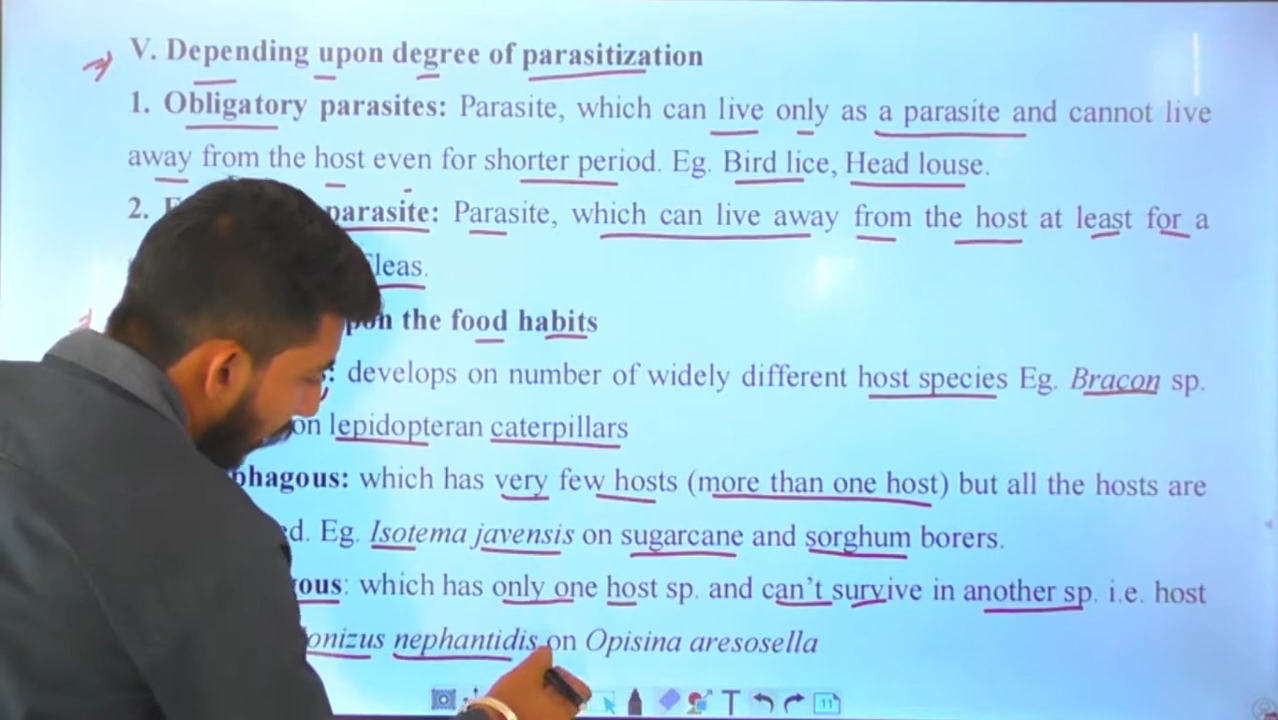 V. Depending upon degree of parasitization
1. Obligatory parasites: Parasite, which can live only as a parasite and cannot live
away from the host even for shorter period. Eg. Bird lice, Head louse.
2. parasite: Parasite, which can live away from the host at least for a
leas.
upon the food habits
: develops on number of widely different host species Eg. Bracon sp.
on lepidopteran caterpillars
phagous: which has very few hosts (more than one host) but all the hosts are
d. Eg. Isotema javensis on sugarcane and sorghum borers.
ous: which has only one host sp. and can’t survive in another sp. i.e. host
onizus nephantidis on Opisina aresosella
T
11